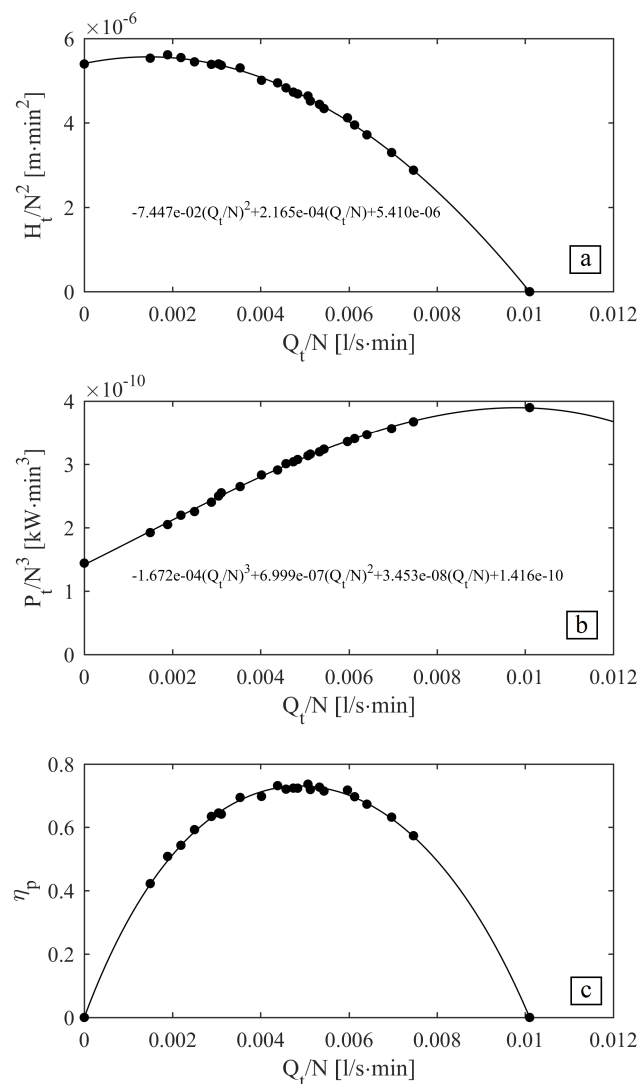 ×10⁻⁶
6
4
2
0
H_t/N² [m·min²]
-7.447e-02(Q_t/N)²+2.165e-04(Q_t/N)+5.410e-06
a
0 0.002 0.004 0.006 0.008 0.01 0.012
Q_t/N [l/s·min]
×10⁻¹⁰
4
3
2
1
0
P_t/N³ [kW·min³]
-1.672e-04(Q_t/N)³+6.999e-07(Q_t/N)²+3.453e-08(Q_t/N)+1.416e-10
b
0 0.002 0.004 0.006 0.008 0.01 0.012
Q_t/N [l/s·min]
0.8
0.6
0.4
0.2
0
η_p
c
0 0.002 0.004 0.006 0.008 0.01 0.012
Q_t/N [l/s·min]